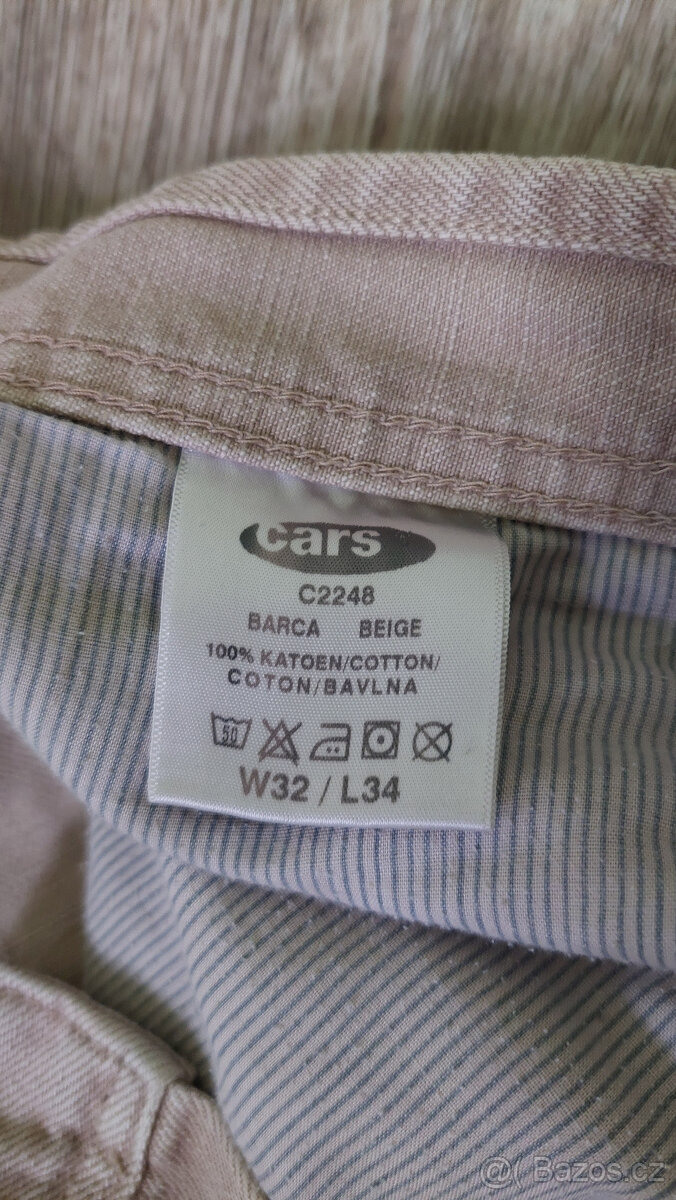 cars
C2248
BARCA BEIGE
100% KATOEN/COTTON/
COTON/BAVLNA
50
W32 / L34
@( Bazos.cz